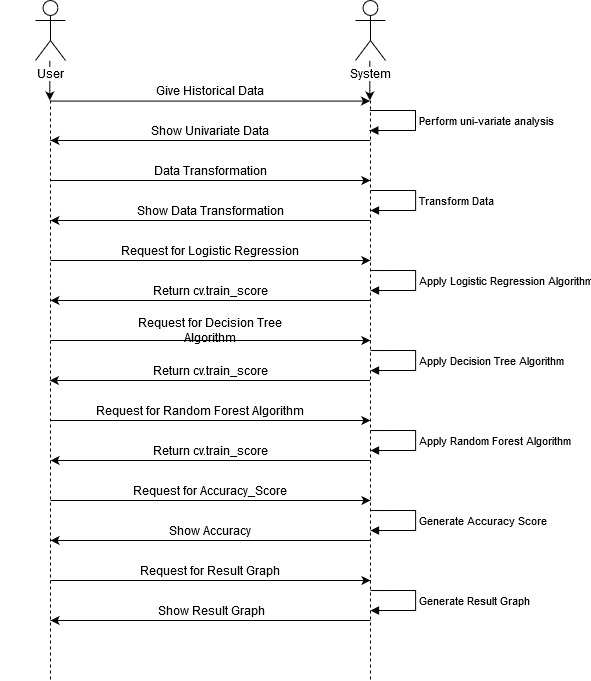 User
System
Give Historical Data
Perform uni-variate analysis
Show Univariate Data
Data Transformation
Transform Data
Show Data Transformation
Request for Logistic Regression
Apply Logistic Regression Algorithm
Return cv.train_score
Request for Decision Tree
Algorithm
Apply Decision Tree Algorithm
Return cv.train_score
Request for Random Forest Algorithm
Apply Random Forest Algorithm
Return cv.train_score
Request for Accuracy_Score
Generate Accuracy Score
Show Accuracy
Request for Result Graph
Generate Result Graph
Show Result Graph